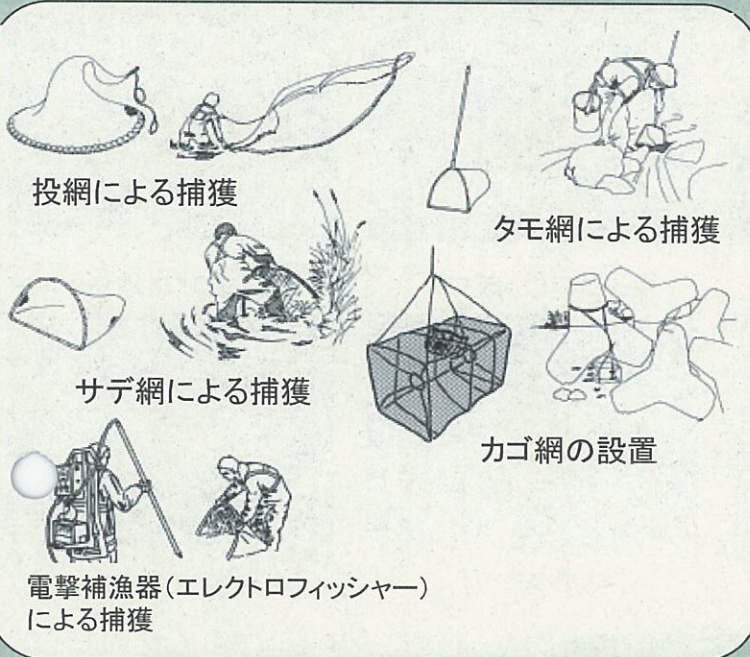 投網による捕獲
タモ網による捕獲
サデ網による捕獲
カゴ網の設置
電撃補漁器(エレクトロフィッシャー)
による捕獲